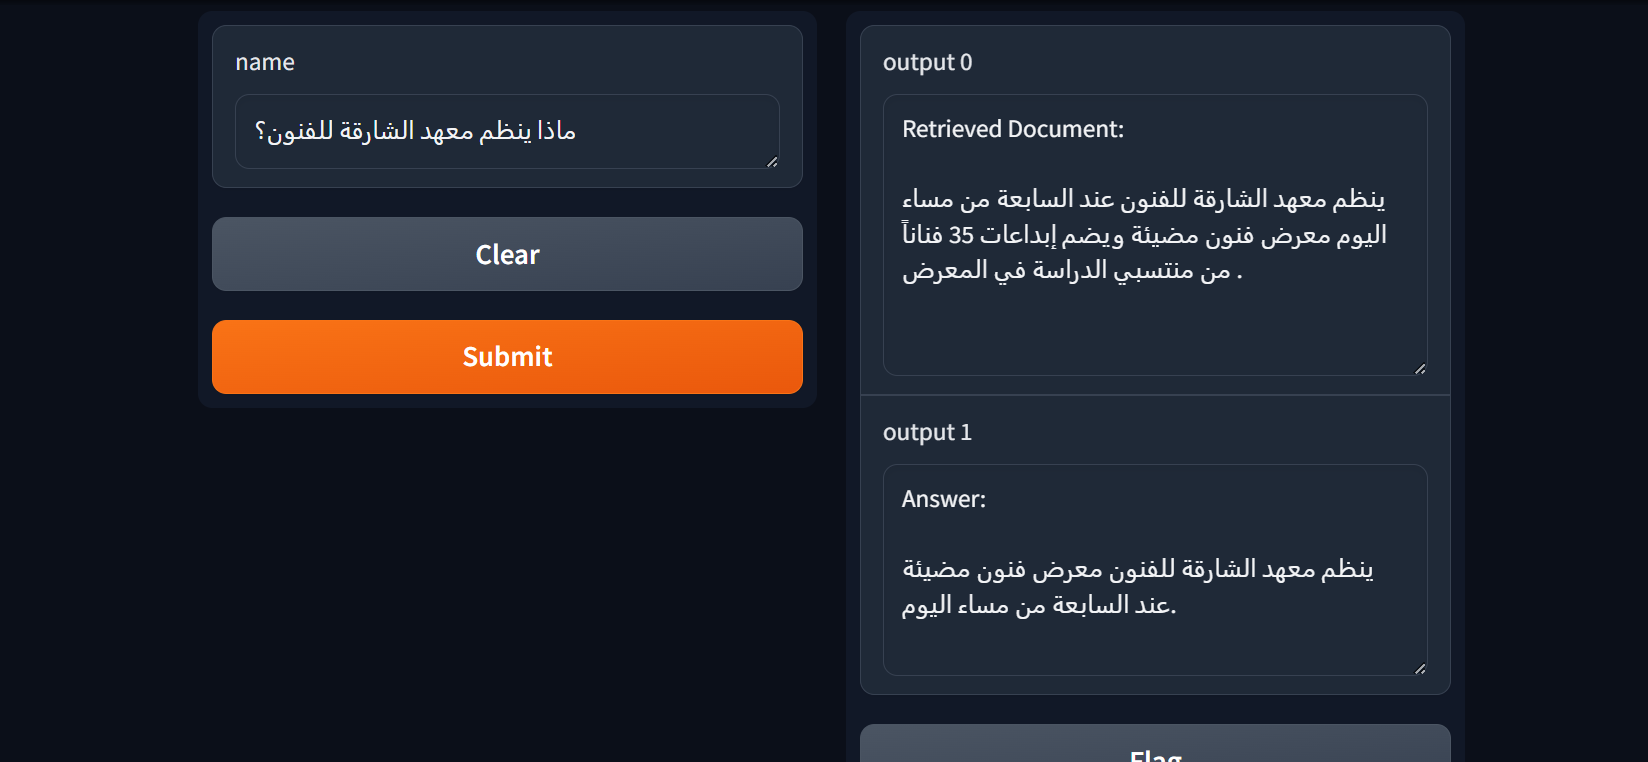 name
ماذا ينظم معهد الشارقة للفنون؟
Clear
Submit
output 0
Retrieved Document:
ينظم معهد الشارقة للفنون عند السابعة من مساء
اليوم معرض فنون مضيئة ويضم إبداعات 35 فناناً
من منتسبي الدراسة في المعرض .
output 1
Answer:
ينظم معهد الشارقة للفنون معرض فنون مضيئة
عند السابعة من مساء اليوم.
Flag